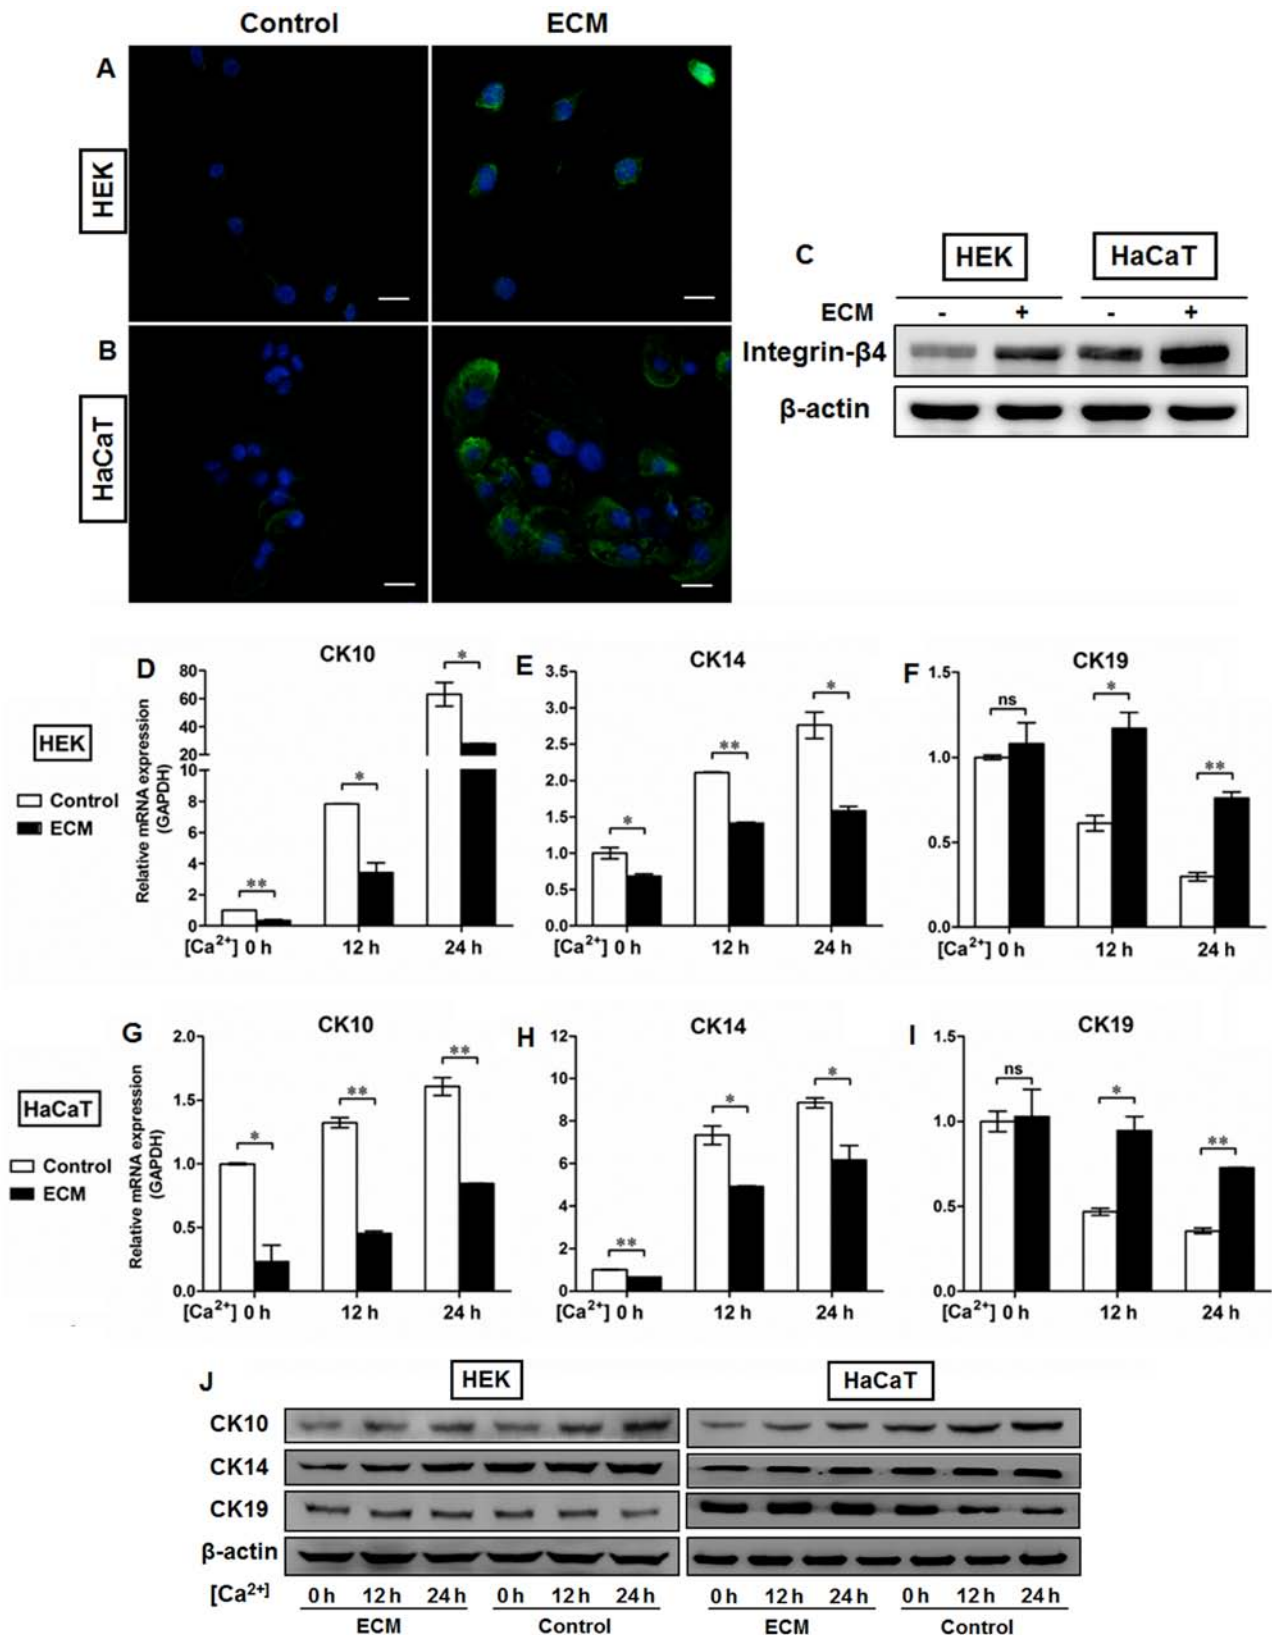 Control ECM
A
HEK
B
HaCaT
C
HEK HaCaT
ECM - + - +
Integrin-β4
β-actin
HEK
Control
ECM
D CK10
Relative mRNA expression
(GAPDH)
80
60
40
20
10
8
6
4
2
0
** * *
[Ca2+] 0 h 12 h 24 h
E CK14
3.5
3.0
2.5
2.0
1.5
1.0
0.5
0.0
* ** *
[Ca2+] 0 h 12 h 24 h
F CK19
1.5
1.0
0.5
0.0
ns * **
[Ca2+] 0 h 12 h 24 h
HaCaT
Control
ECM
G CK10
Relative mRNA expression
(GAPDH)
2.0
1.5
1.0
0.5
0.0
* ** **
[Ca2+] 0 h 12 h 24 h
H CK14
12
10
8
6
4
2
0
** * *
[Ca2+] 0 h 12 h 24 h
I CK19
1.5
1.0
0.5
0.0
ns * **
[Ca2+] 0 h 12 h 24 h
J HEK HaCaT
CK10
CK14
CK19
β-actin
[Ca2+] 0 h 12 h 24 h 0 h 12 h 24 h 0 h 12 h 24 h 0 h 12 h 24 h
ECM Control ECM Control